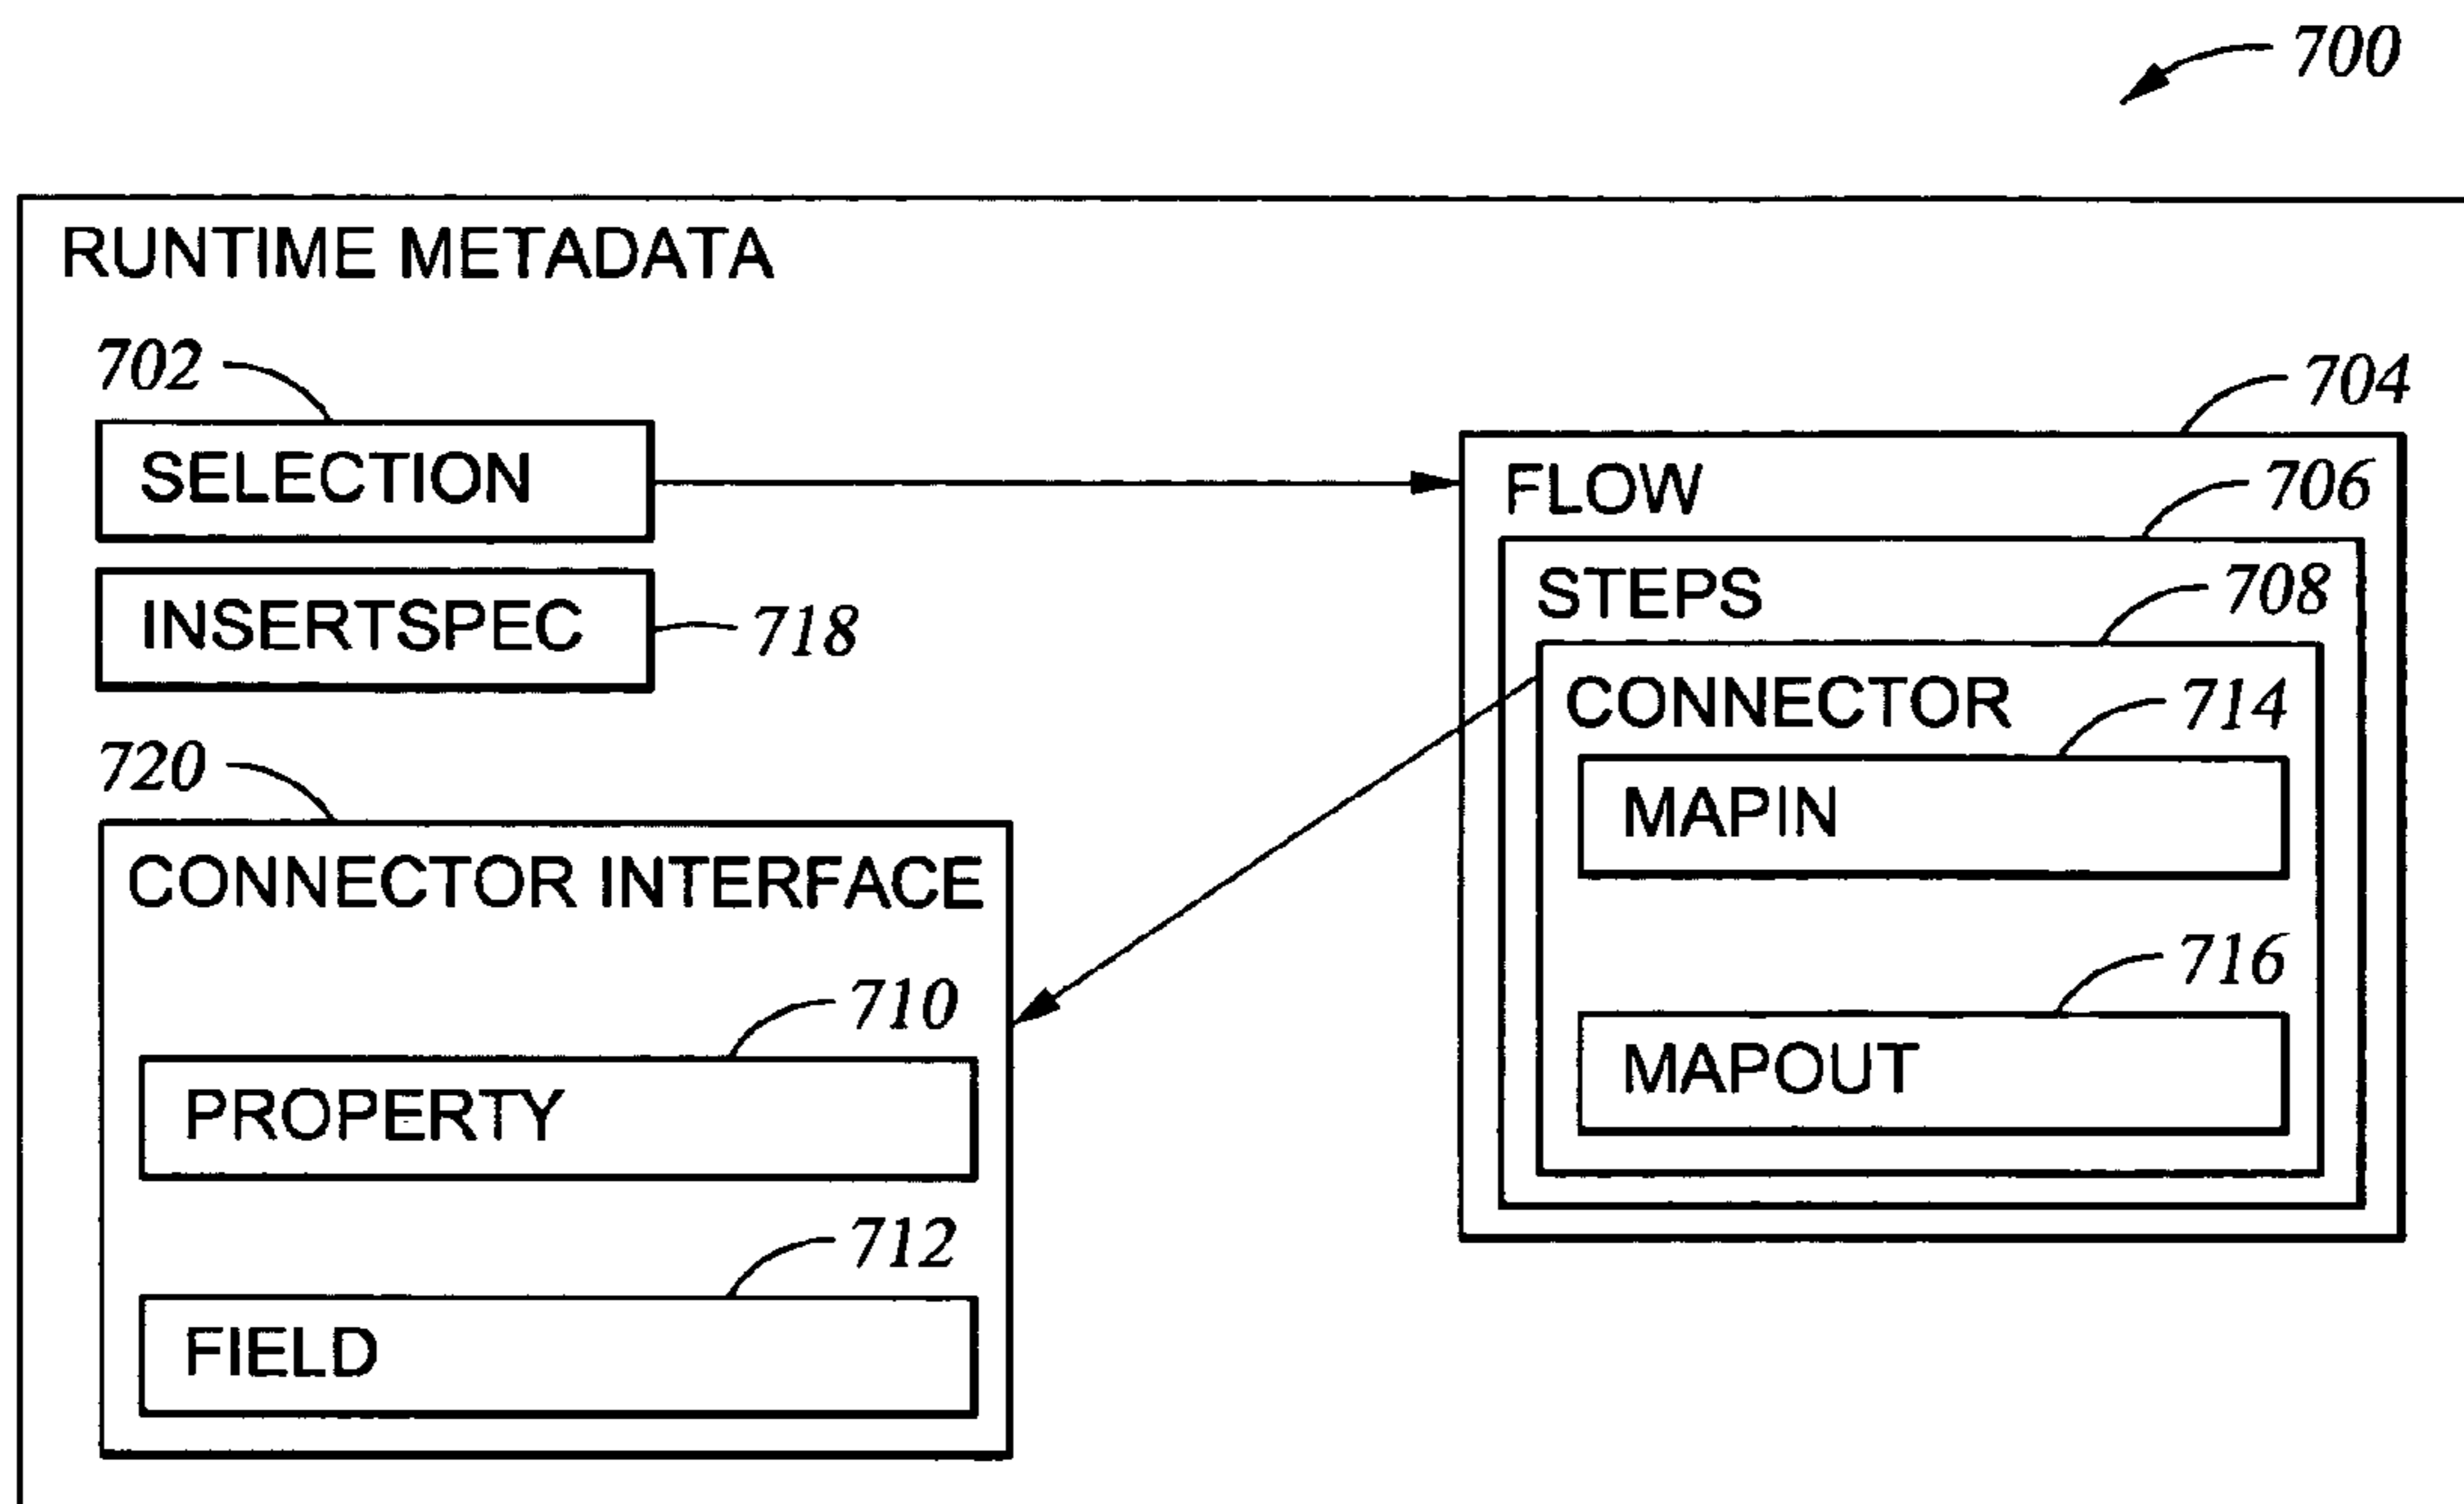 700
RUNTIME METADATA
702
704
SELECTION
FLOW
706
INSERTSPEC
718
STEPS
708
CONNECTOR
714
720
MAPIN
CONNECTOR INTERFACE
710
716
PROPERTY
MAPOUT
712
FIELD